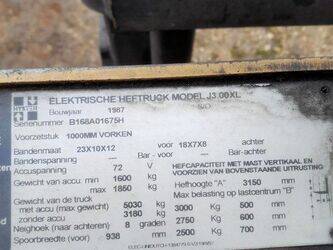 HYSTER
ELEKTRISCHE HEFTRUCK MODEL J3.00XL
Bouwjaar 1987
Serienummer B168A01675H
Voorzetstuk 1000MM VORKEN
Bandenmaat 23X10X12 voor 18X7X8 achter
Bandenspanning --- Bar-voor --- Bar-achter
Accuspanning 72 V
Gewicht van accu min 1600 kg
max 1850 kg
Gewicht van de truck
met accu (max) 5030 kg
zonder accu 3180 kg
Neighoek (naar achteren) 8 graden
Spoorbreedte (voor) 938 mm
HEFCAPACITEIT MET MAST VERTIKAAL EN
VOORZIEN VAN BOVENSTAANDE UITRUSTING
Hefhoogte "A" 3150 mm
Max belasting op lastcentrum "B"
3000 kg 500 mm
2750 kg 600 mm
2500 kg 700 mm